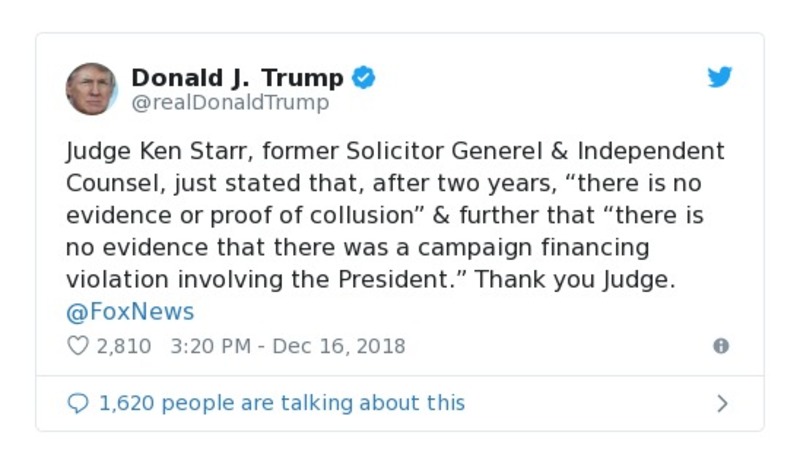 Donald J. Trump
@realDonaldTrump
Judge Ken Starr, former Solicitor Generel & Independent
Counsel, just stated that, after two years, “there is no
evidence or proof of collusion” & further that “there is
no evidence that there was a campaign financing
violation involving the President.” Thank you Judge.
@FoxNews
2,810 3:20 PM - Dec 16, 2018
1,620 people are talking about this